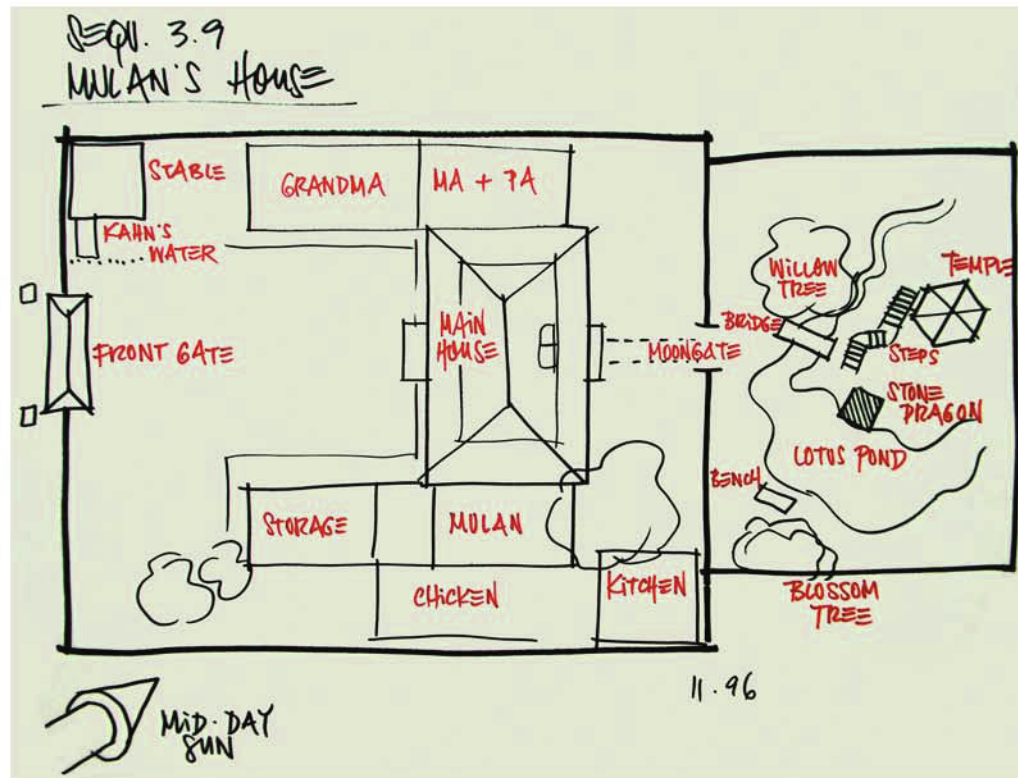 SEQU. 3.9
MULAN'S HOUSE
STABLE
GRANDMA
MA + PA
KAHN'S
WATER
FRONT GATE
MAIN
HOUSE
MOONGATE
WILLOW
TREE
BRIDGE
TEMPLE
STEPS
STONE
DRAGON
LOTUS POND
BENCH
STORAGE
MULAN
CHICKEN
KITCHEN
BLOSSOM
TREE
MID-DAY
SUN
11.96